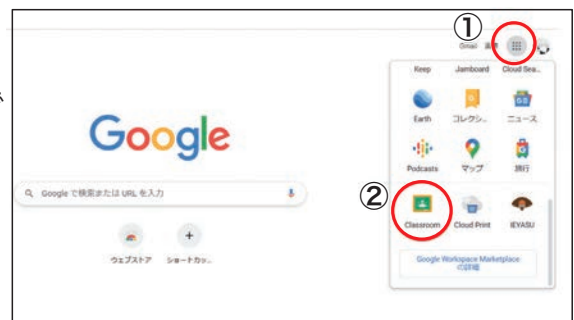 ①
Gmail 画像
Keep Jamboard Cloud Sea...
Earth コレクシ... ニュース
Google
Podcasts マップ 旅行
Google で検索または URL を入力
②
Classroom Cloud Print IEYASU
ウェブストア ショートカッ...
Google Workspace Marketplace
の詳細